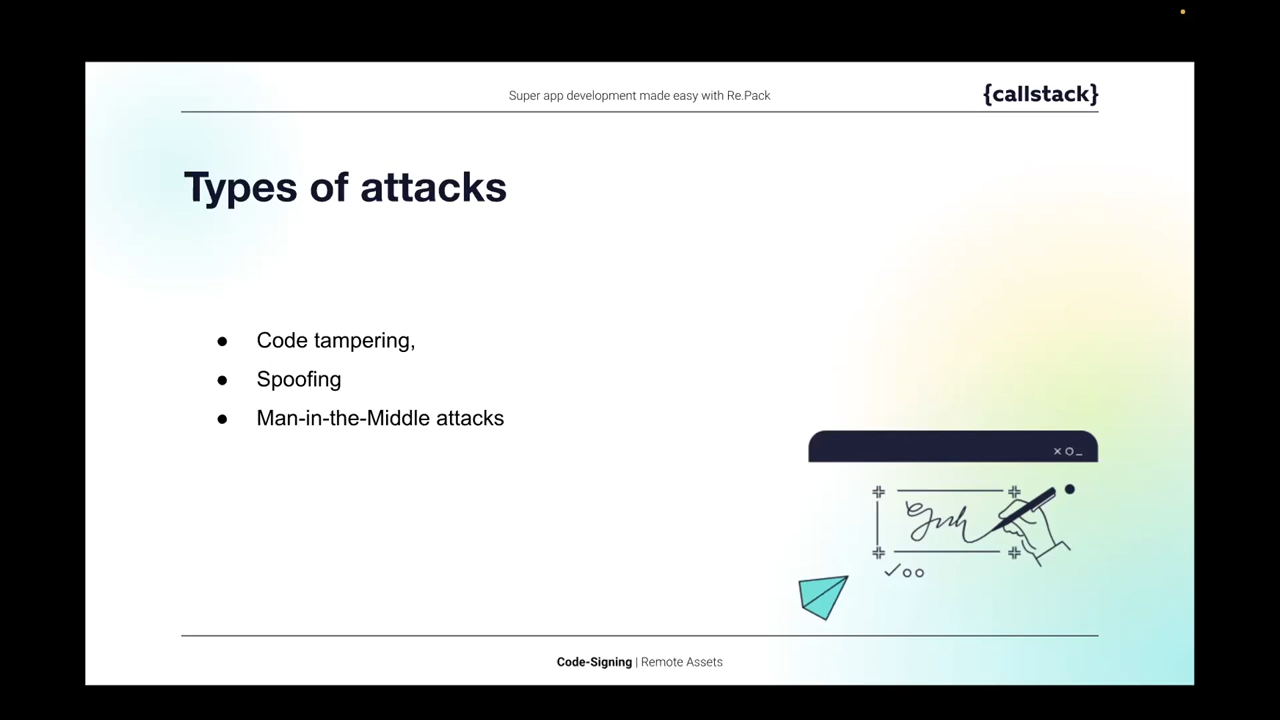 Super app development made easy with Re.Pack
{callstack}
Types of attacks
● Code tampering,
● Spoofing
● Man-in-the-Middle attacks
Code-Signing | Remote Assets